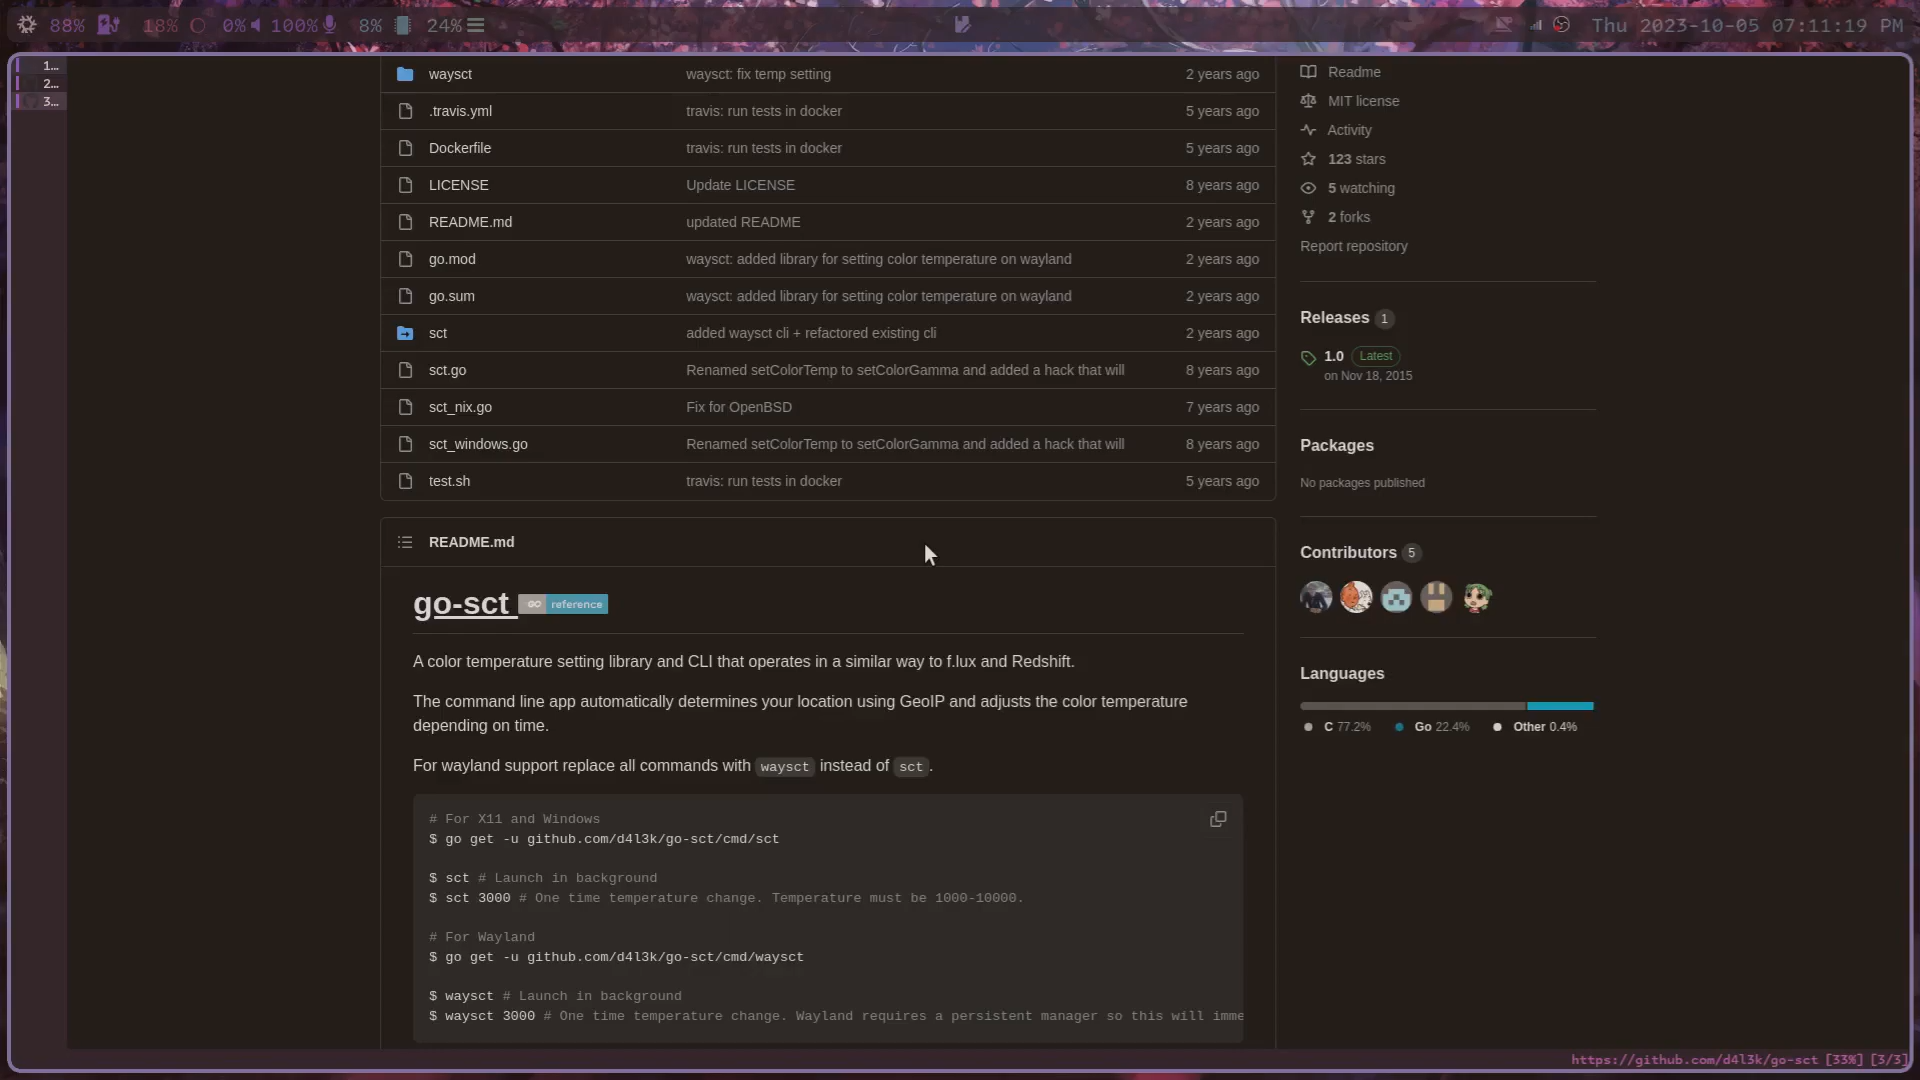 88% 18% 0% 100% 8% 24%
Thu 2023-10-05 07:11:19 PM
1...
2...
3...
waysct waysct: fix temp setting 2 years ago
.travis.yml travis: run tests in docker 5 years ago
Dockerfile travis: run tests in docker 5 years ago
LICENSE Update LICENSE 8 years ago
README.md updated README 2 years ago
go.mod waysct: added library for setting color temperature on wayland 2 years ago
go.sum waysct: added library for setting color temperature on wayland 2 years ago
sct added waysct cli + refactored existing cli 2 years ago
sct.go Renamed setColorTemp to setColorGamma and added a hack that will 8 years ago
sct_nix.go Fix for OpenBSD 7 years ago
sct_windows.go Renamed setColorTemp to setColorGamma and added a hack that will 8 years ago
test.sh travis: run tests in docker 5 years ago
README.md
go-sct GO reference
A color temperature setting library and CLI that operates in a similar way to f.lux and Redshift.
The command line app automatically determines your location using GeoIP and adjusts the color temperature
depending on time.
For wayland support replace all commands with waysct instead of sct.
# For X11 and Windows
$ go get -u github.com/d4l3k/go-sct/cmd/sct
$ sct # Launch in background
$ sct 3000 # One time temperature change. Temperature must be 1000-10000.
# For Wayland
$ go get -u github.com/d4l3k/go-sct/cmd/waysct
$ waysct # Launch in background
$ waysct 3000 # One time temperature change. Wayland requires a persistent manager so this will imme
Readme
MIT license
Activity
123 stars
5 watching
2 forks
Report repository
Releases 1
1.0 Latest
on Nov 18, 2015
Packages
No packages published
Contributors 5
Languages
C 77.2% Go 22.4% Other 0.4%
https://github.com/d4l3k/go-sct [33%] [3/3]